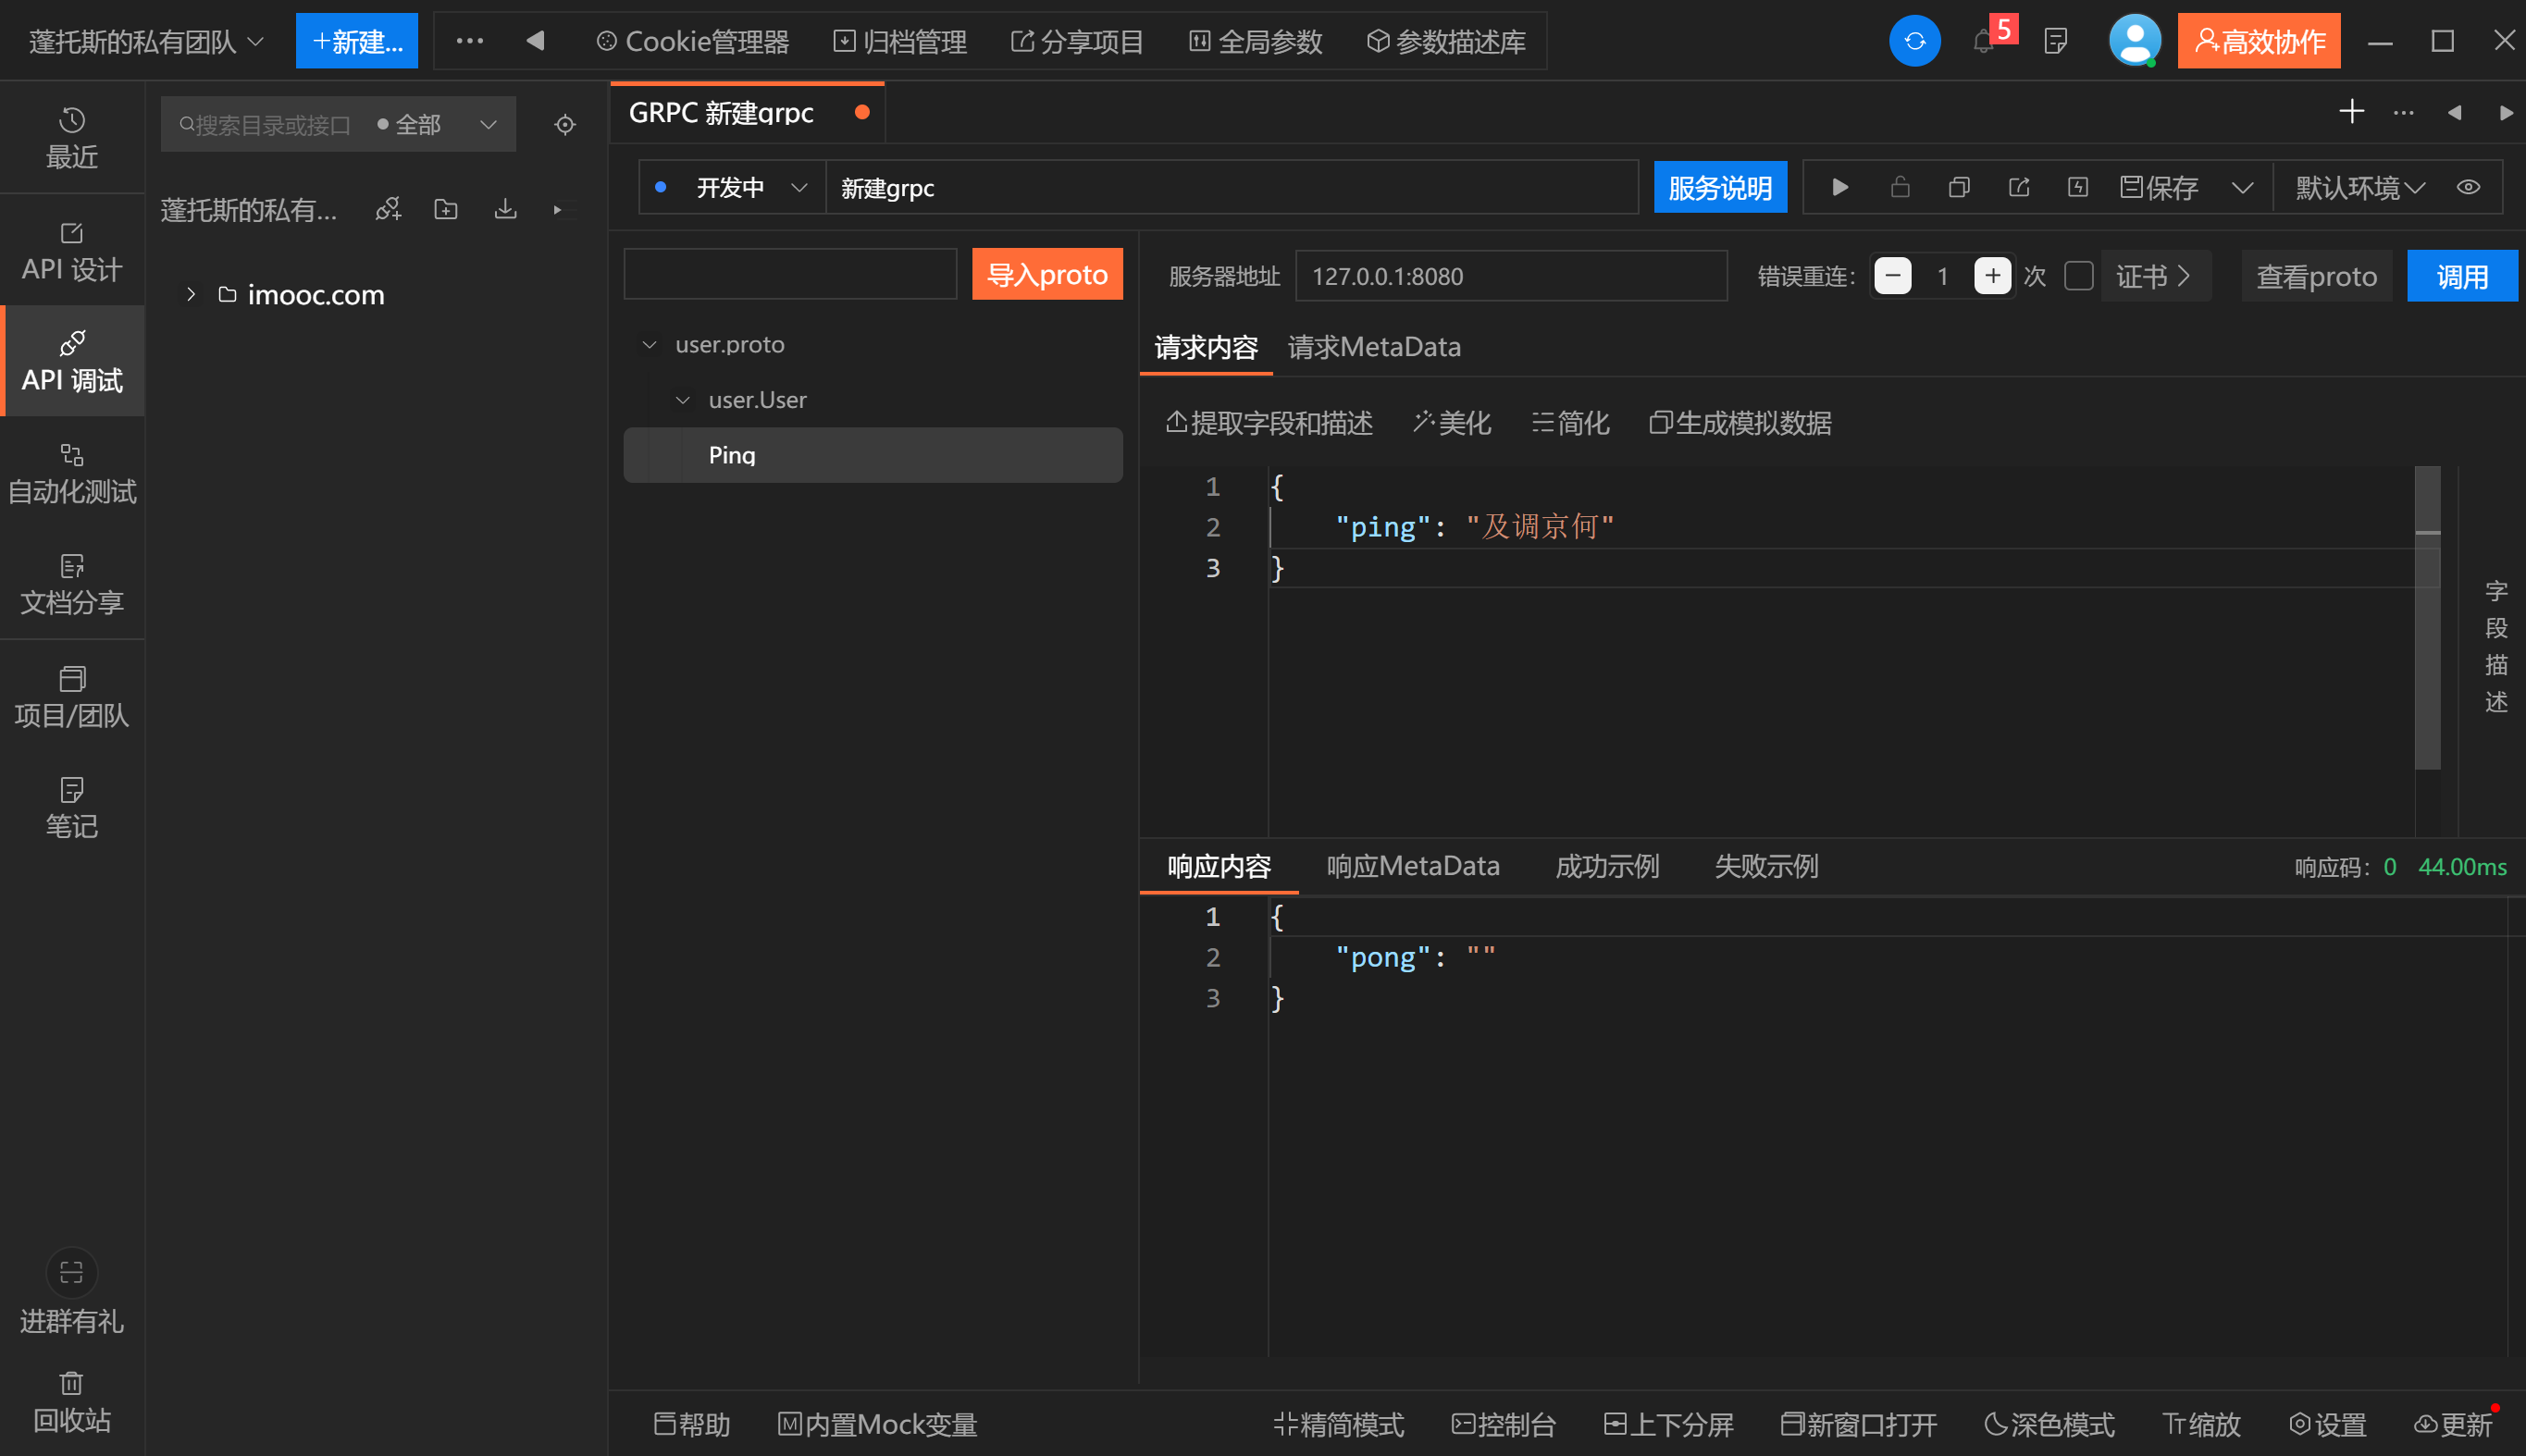 蓬托斯的私有团队 +新建... Cookie管理器 归档管理 分享项目 全局参数 参数描述库 5 高效协作
最近
API 设计
API 调试
自动化测试
文档分享
项目/团队
笔记
进群有礼
回收站
搜索目录或接口 全部
蓬托斯的私有...
imooc.com
GRPC 新建grpc
开发中 新建grpc 服务说明 保存 默认环境
导入proto
user.proto
user.User
Ping
服务器地址 127.0.0.1:8080 错误重连: 1 次 证书 查看proto 调用
请求内容 请求MetaData
提取字段和描述 美化 简化 生成模拟数据
1 {
2 "ping": "及调京何"
3 }
字段描述
响应内容 响应MetaData 成功示例 失败示例 响应码: 0 44.00ms
1 {
2 "pong": ""
3 }
帮助 内置Mock变量 精简模式 控制台 上下分屏 新窗口打开 深色模式 缩放 设置 更新